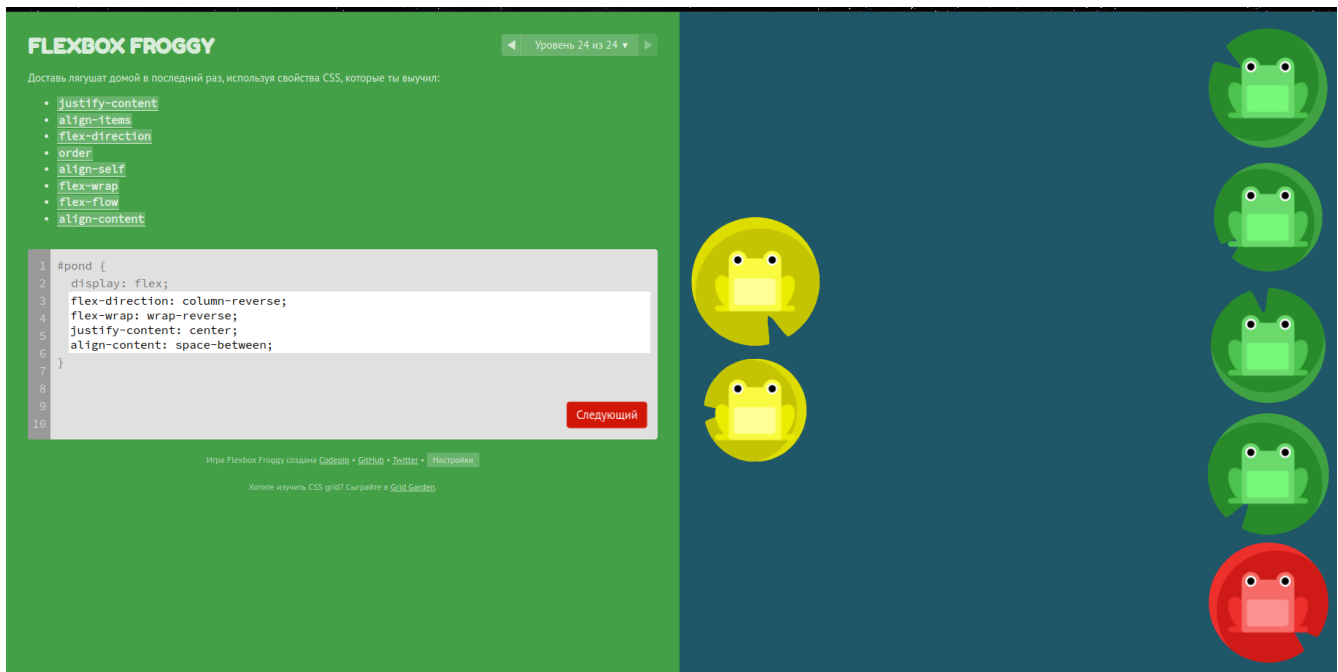 FLEXBOX FROGGY
◀ Уровень 24 из 24 ▼ ▶
Доставь лягушат домой в последний раз, используя свойства CSS, которые ты выучил:
• justify-content
• align-items
• flex-direction
• order
• align-self
• flex-wrap
• flex-flow
• align-content
1 #pond {
2 display: flex;
3 flex-direction: column-reverse;
4 flex-wrap: wrap-reverse;
5 justify-content: center;
6 align-content: space-between;
7 }
8
9
10
Следующий
Игра Flexbox Froggy создана Codepip • GitHub • Twitter • Настройки
Хотите изучить CSS grid? Сыграйте в Grid Garden.